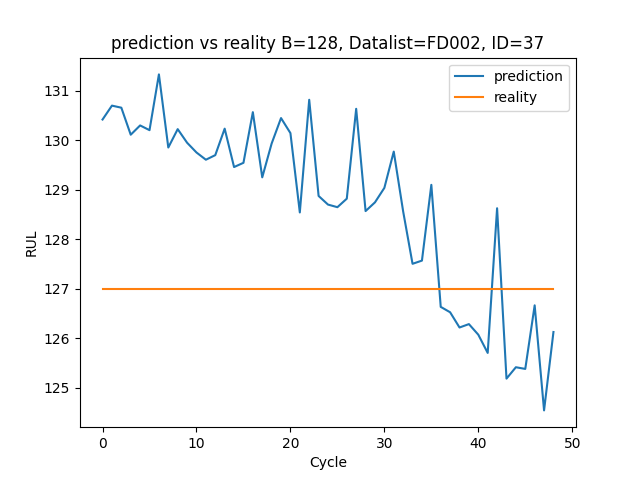 prediction vs reality B=128, Datalist=FD002, ID=37
prediction
reality
RUL
131
130
129
128
127
126
125
0 10 20 30 40 50
Cycle